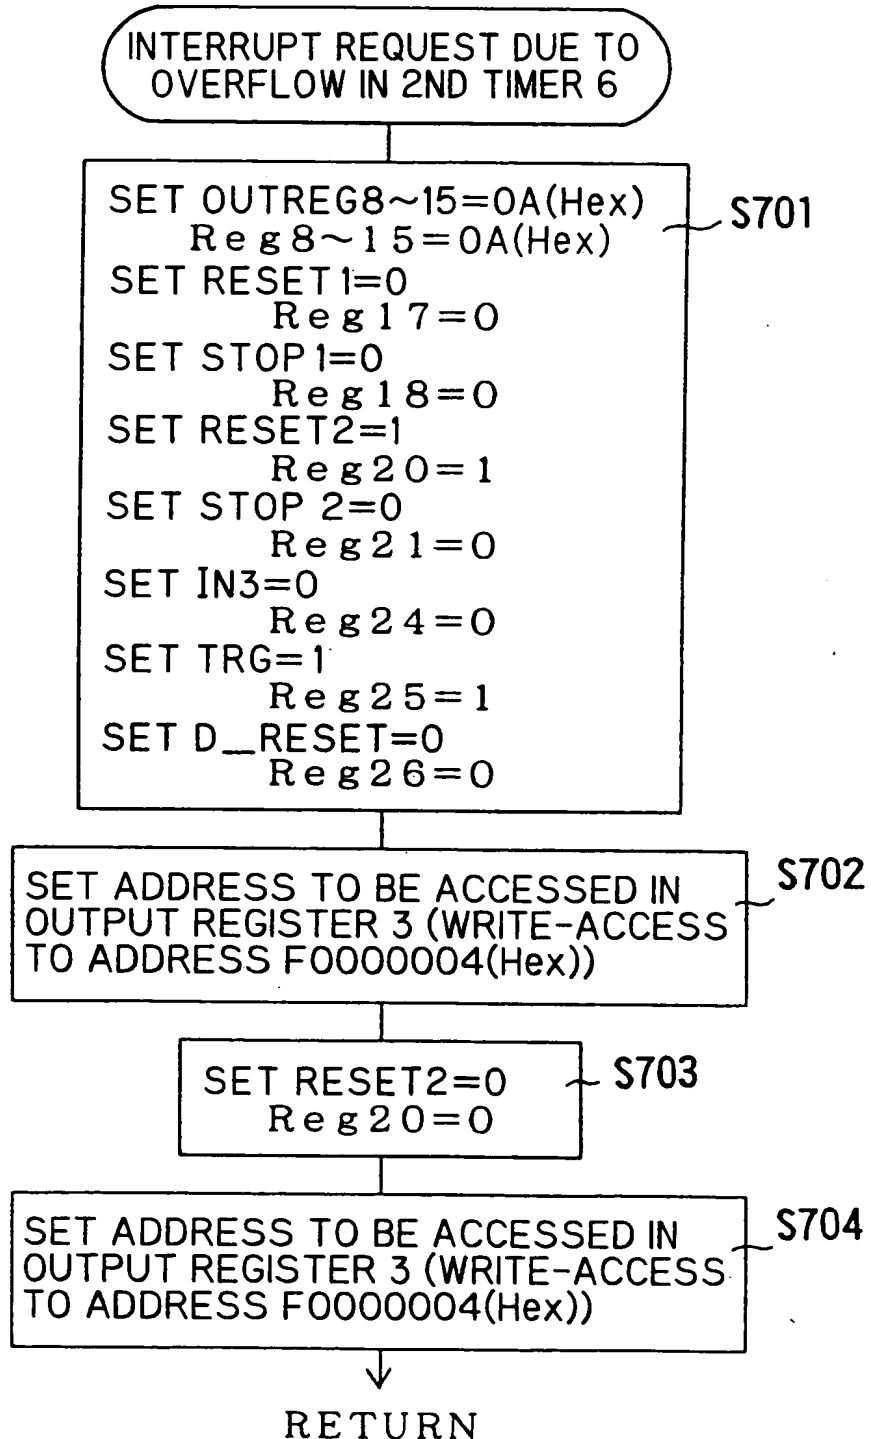 INTERRUPT REQUEST DUE TO
OVERFLOW IN 2ND TIMER 6
SET OUTREG8~15=0A(Hex)
Reg8~15=0A(Hex)
SET RESET1=0
Reg17=0
SET STOP1=0
Reg18=0
SET RESET2=1
Reg20=1
SET STOP 2=0
Reg21=0
SET IN3=0
Reg24=0
SET TRG=1
Reg25=1
SET D_RESET=0
Reg26=0
S701
SET ADDRESS TO BE ACCESSED IN
OUTPUT REGISTER 3 (WRITE-ACCESS
TO ADDRESS F0000004(Hex))
S702
SET RESET2=0
Reg20=0
S703
SET ADDRESS TO BE ACCESSED IN
OUTPUT REGISTER 3 (WRITE-ACCESS
TO ADDRESS F0000004(Hex))
S704
RETURN